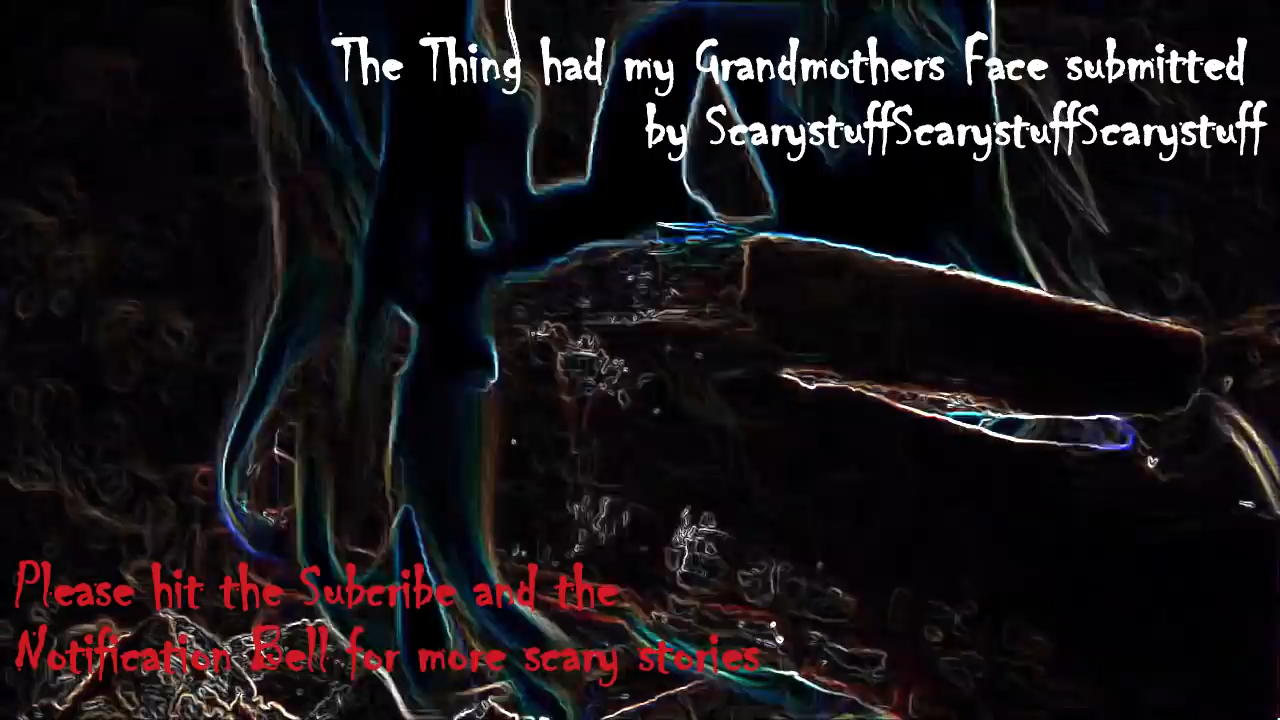 The Thing had my Grandmothers Face submitted
by ScarystuffScarystuffScarystuff
Please hit the Subcribe and the
Notification Bell for more scary stories